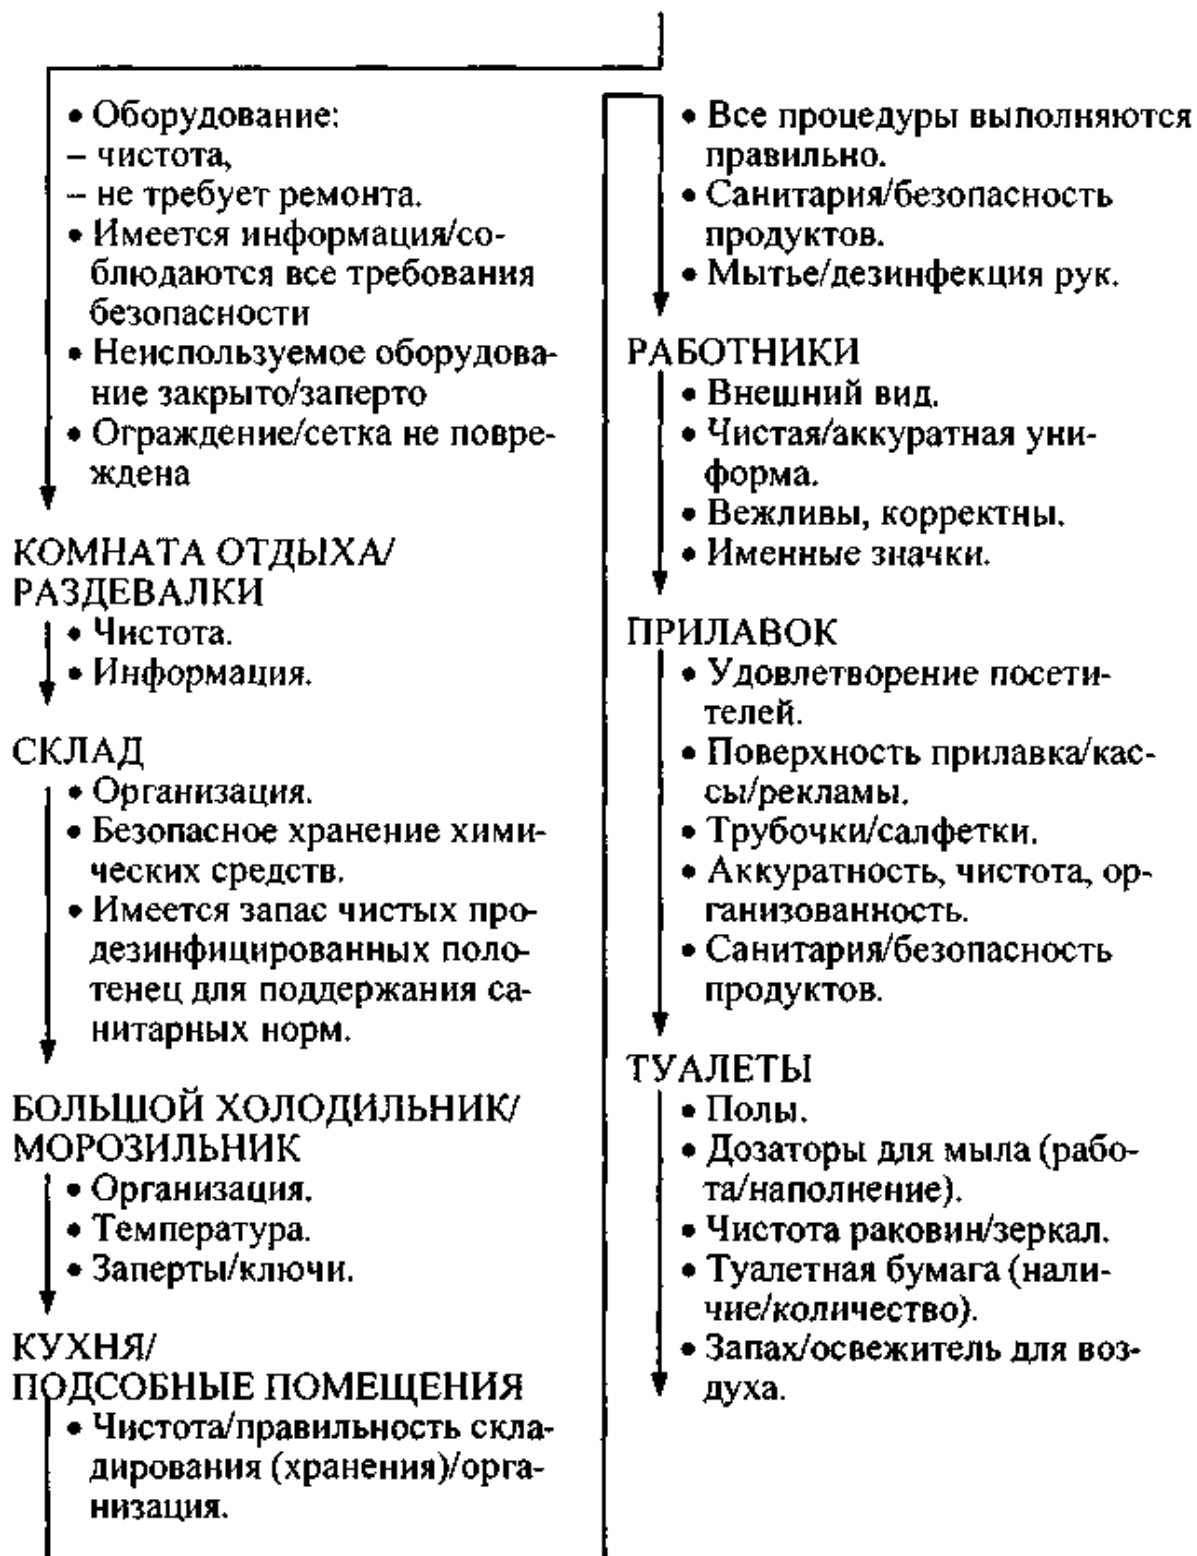 • Оборудование:
– чистота,
– не требует ремонта.
• Имеется информация/со-
блюдаются все требования
безопасности
• Неиспользуемое оборудова-
ние закрыто/заперто
• Ограждение/сетка не повре-
ждена
КОМНАТА ОТДЫХА/
РАЗДЕВАЛКИ
• Чистота.
• Информация.
СКЛАД
• Организация.
• Безопасное хранение хими-
ческих средств.
• Имеется запас чистых про-
дезинфицированных поло-
тенец для поддержания са-
нитарных норм.
БОЛЬШОЙ ХОЛОДИЛЬНИК/
МОРОЗИЛЬНИК
• Организация.
• Температура.
• Заперты/ключи.
КУХНЯ/
ПОДСОБНЫЕ ПОМЕЩЕНИЯ
• Чистота/правильность скла-
дирования (хранения)/орга-
низация.
• Все процедуры выполняются
правильно.
• Санитария/безопасность
продуктов.
• Мытье/дезинфекция рук.
РАБОТНИКИ
• Внешний вид.
• Чистая/аккуратная уни-
форма.
• Вежливы, корректны.
• Именные значки.
ПРИЛАВОК
• Удовлетворение посети-
телей.
• Поверхность прилавка/кас-
сы/рекламы.
• Трубочки/салфетки.
• Аккуратность, чистота, ор-
ганизованность.
• Санитария/безопасность
продуктов.
ТУАЛЕТЫ
• Полы.
• Дозаторы для мыла (рабо-
та/наполнение).
• Чистота раковин/зеркал.
• Туалетная бумага (нали-
чие/количество).
• Запах/освежитель для воз-
духа.